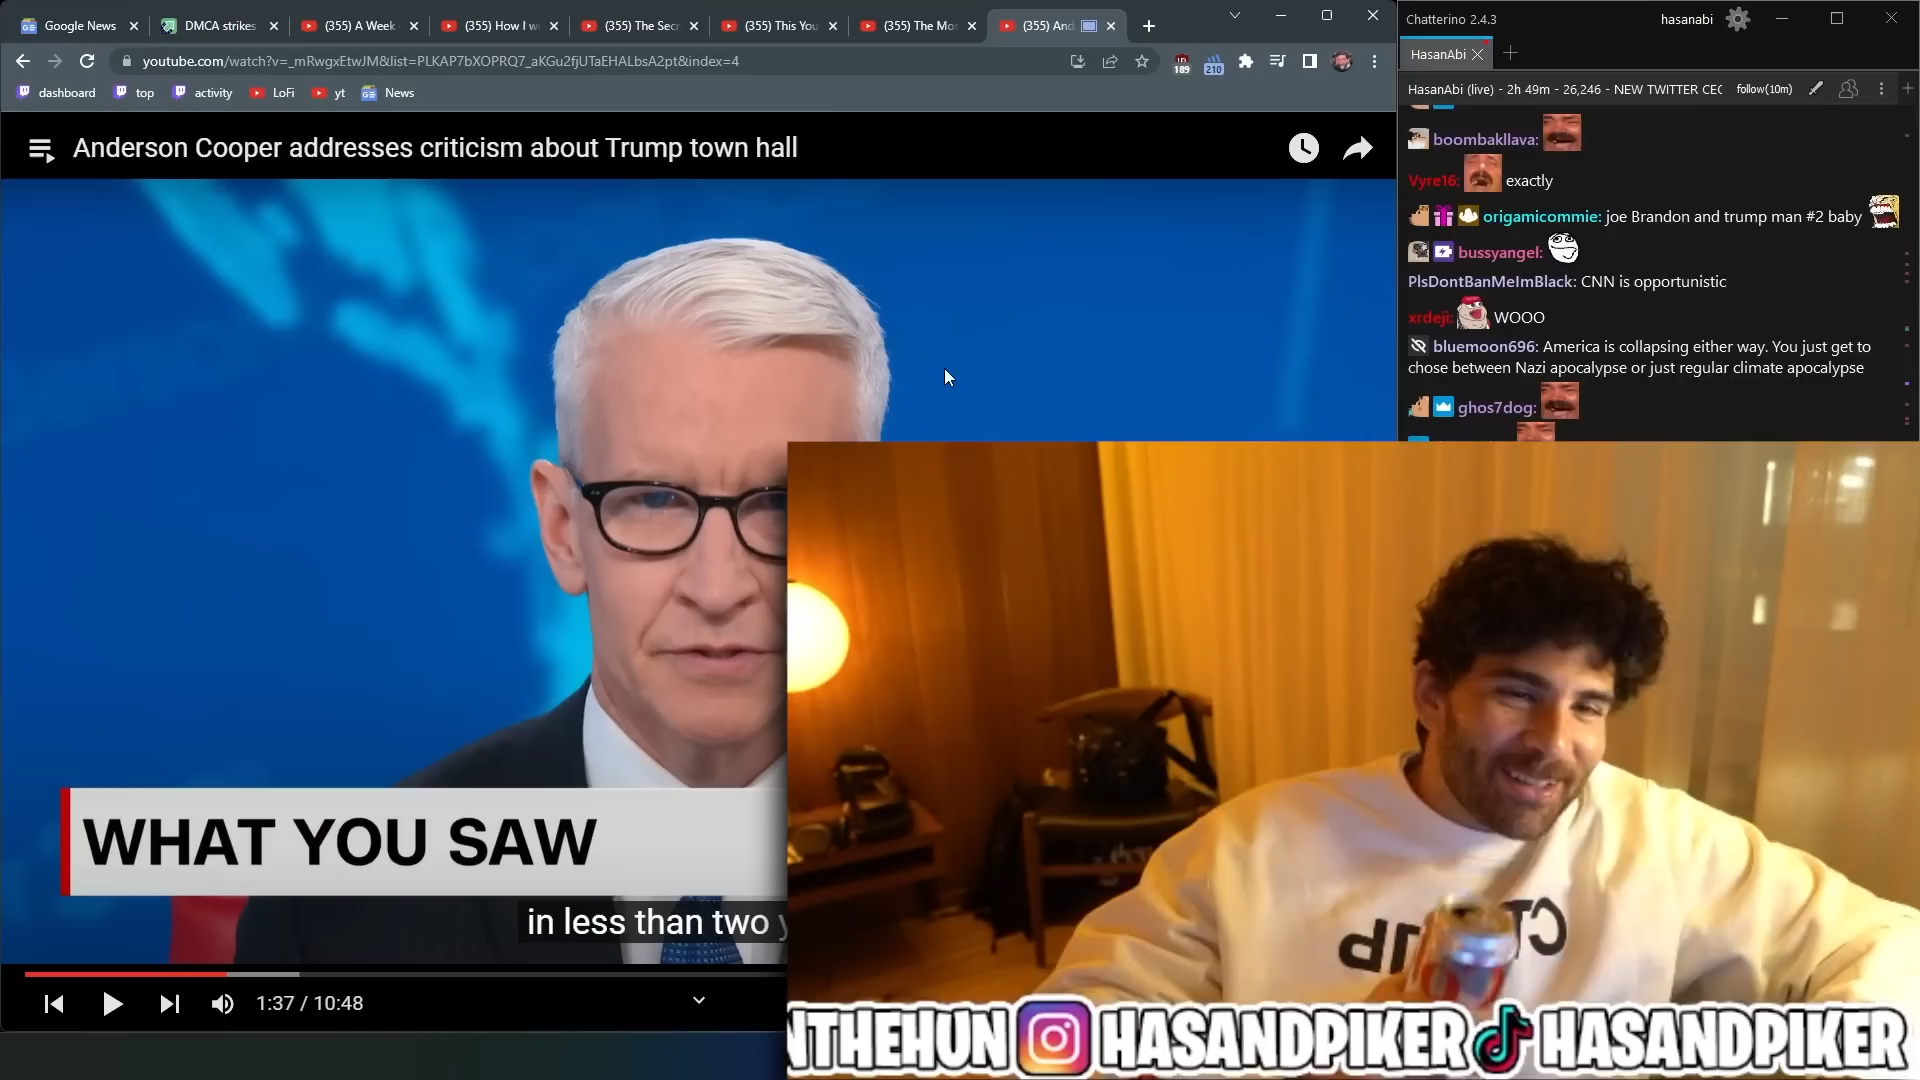 Google News
DMCA strikes
(355) A Week
(355) How I w
(355) The Secr
(355) This You
(355) The Mos
(355) And
youtube.com/watch?v=_mRwgxEtwJM&list=PLKAP7bXOPRQ7_aKGu2fjUTaEHALbsA2pt&index=4
189
210
dashboard
top
activity
LoFi
yt
News
Anderson Cooper addresses criticism about Trump town hall
WHAT YOU SAW
in less than two y
1:37 / 10:48
Chatterino 2.4.3
hasanabi
HasanAbi
HasanAbi (live) - 2h 49m - 26,246 - NEW TWITTER CEO
follow(10m)
boombakllava:
Vyre16: exactly
origamicommie: joe Brandon and trump man #2 baby
bussyangel:
PlsDontBanMeImBlack: CNN is opportunistic
xrdeji: WOOO
bluemoon696: America is collapsing either way. You just get to
chose between Nazi apocalypse or just regular climate apocalypse
ghos7dog:
NTHEHUN HASANDPIKER HASANDPIKER